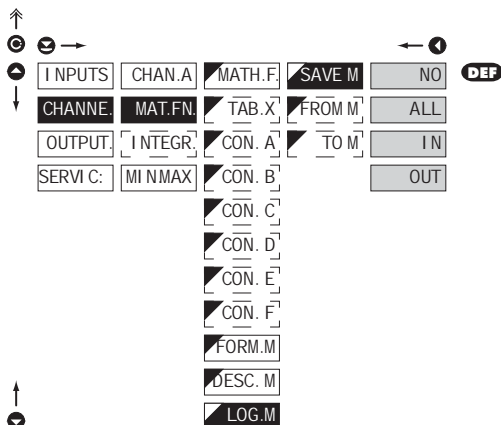 INPUTS CHAN.A MATH.F. SAVE M NO DEF
CHANNE. MAT.FN. TAB.X FROM M ALL
OUTPUT. INTEGR. CON. A TO M IN
SERVIC: MINMAX CON. B OUT
CON. C
CON. D
CON. E
CON. F
FORM.M
DESC. M
LOG.M